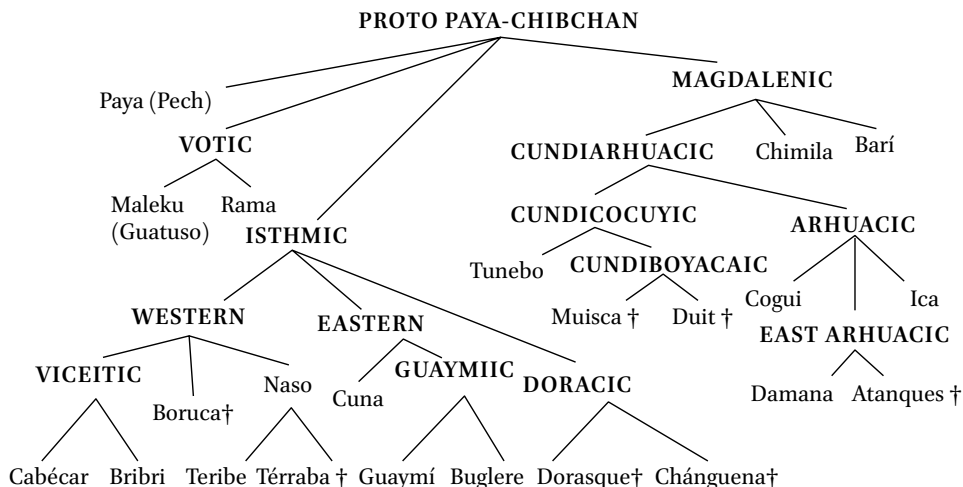 PROTO PAYA-CHIBCHAN
MAGDALENIC
Paya (Pech)
VOTIC
CUNDIARHUACIC
Chimila
Barí
Maleku
(Guatuso)
Rama
ISTHMIC
CUNDICOCUYIC
ARHUACIC
Tunebo
CUNDIBOYACAIC
Cogui
Ica
WESTERN
EASTERN
Muisca †
Duit †
EAST ARHUACIC
VICEITIC
Boruca†
Naso
Cuna
GUAYMIIC
DORACIC
Damana
Atanques †
Cabécar
Bribri
Teribe
Térraba †
Guaymí
Buglere
Dorasque†
Chánguena†